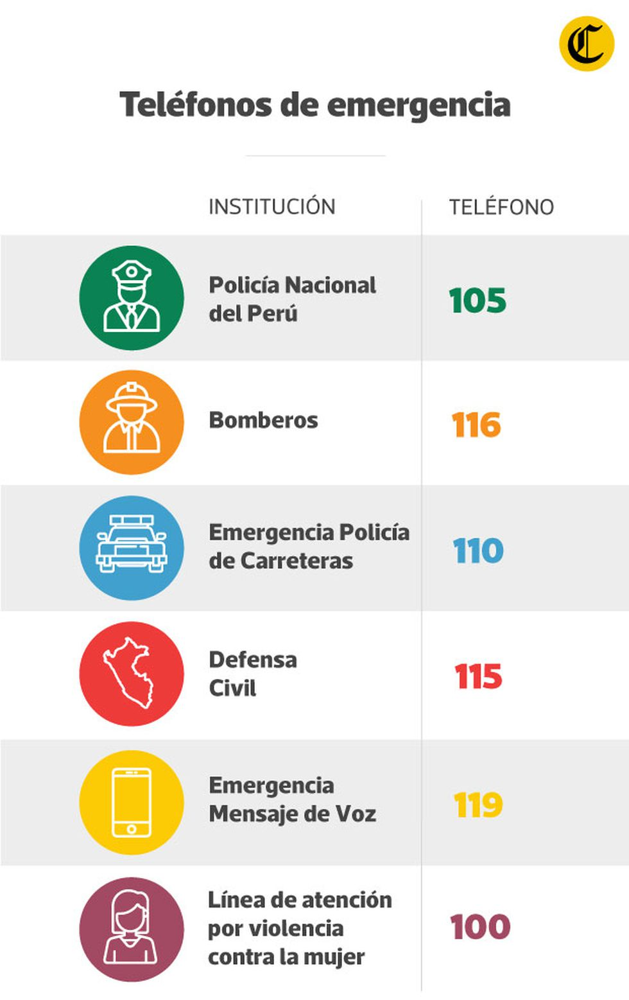 C
Teléfonos de emergencia
INSTITUCIÓN
TELÉFONO
Policía Nacional
del Perú
105
Bomberos
116
Emergencia Policía
de Carreteras
110
Defensa
Civil
115
Emergencia
Mensaje de Voz
119
Línea de atención
por violencia
contra la mujer
100